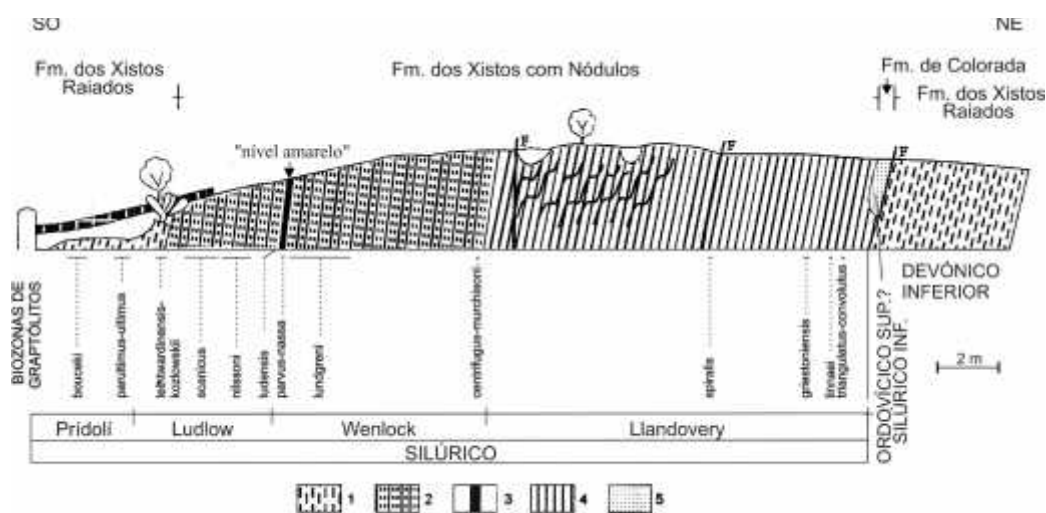 SO NE
Fm. dos Xistos Raiados
Fm. dos Xistos com Nódulos
Fm. de Colorada
Fm. dos Xistos Raiados
"nível amarelo"
F
F
F
BIOZONAS DE GRAPTÓLITOS
bouceki
parultimus-ultimus
kozlowskii
scanicus
nilssoni
ludensis
parvus-nassa
lundgreni
centrifugus-murchisoni
spiralis
griestoniensis
linnaei
triangulatus-convolutus
ORDOVÍCICO SUP.?
SILÚRICO INF.
DEVÓNICO
INFERIOR
2 m
Prídolí Ludlow Wenlock Llandovery
SILÚRICO
1 2 3 4 5